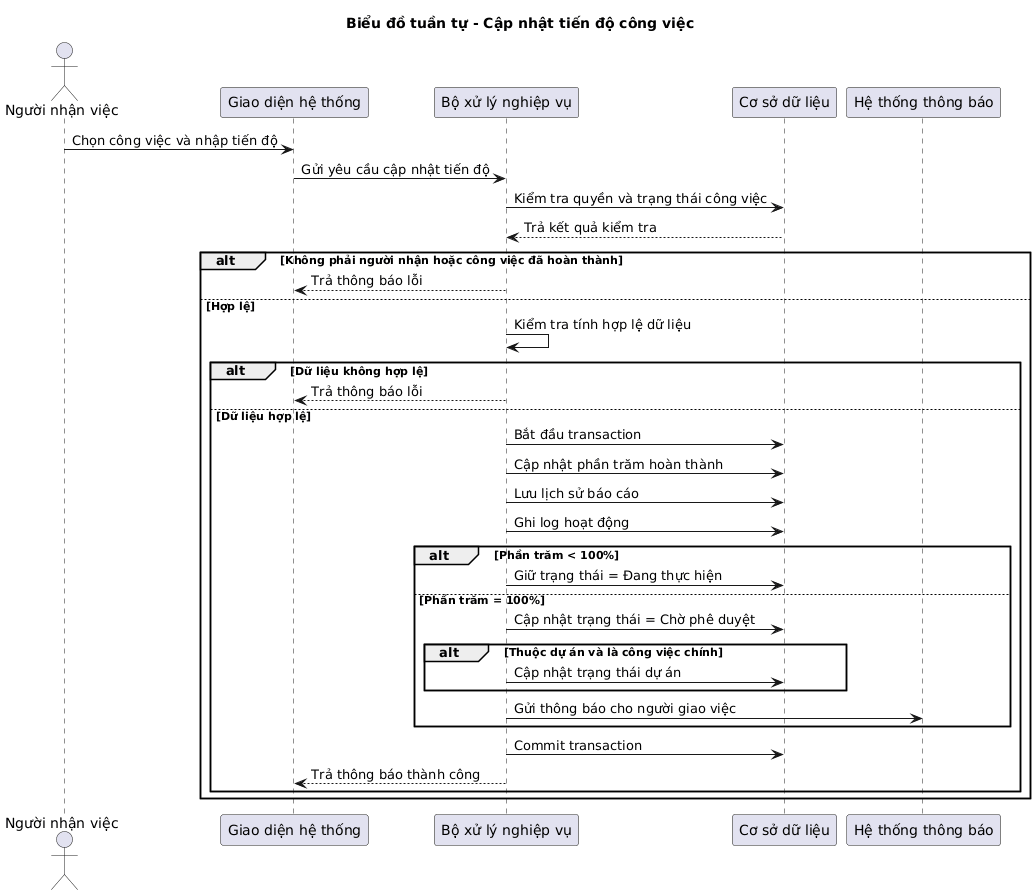 Biểu đồ tuần tự - Cập nhật tiến độ công việc
Người nhận việc
Giao diện hệ thống
Bộ xử lý nghiệp vụ
Cơ sở dữ liệu
Hệ thống thông báo
Chọn công việc và nhập tiến độ
Gửi yêu cầu cập nhật tiến độ
Kiểm tra quyền và trạng thái công việc
Trả kết quả kiểm tra
alt [Không phải người nhận hoặc công việc đã hoàn thành]
Trả thông báo lỗi
[Hợp lệ]
Kiểm tra tính hợp lệ dữ liệu
alt [Dữ liệu không hợp lệ]
Trả thông báo lỗi
[Dữ liệu hợp lệ]
Bắt đầu transaction
Cập nhật phần trăm hoàn thành
Lưu lịch sử báo cáo
Ghi log hoạt động
alt [Phần trăm < 100%]
Giữ trạng thái = Đang thực hiện
[Phần trăm = 100%]
Cập nhật trạng thái = Chờ phê duyệt
alt [Thuộc dự án và là công việc chính]
Cập nhật trạng thái dự án
Gửi thông báo cho người giao việc
Commit transaction
Trả thông báo thành công
Người nhận việc
Giao diện hệ thống
Bộ xử lý nghiệp vụ
Cơ sở dữ liệu
Hệ thống thông báo